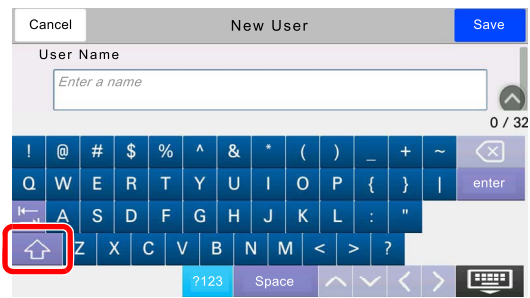 Cancel New User Save
User Name
Enter a name
0 / 32
! @ # $ % ^ & * ( ) _ + ~
Q W E R T Y U I O P { } | enter
A S D F G H J K L : "
Z X C V B N M < > ?
?123 Space